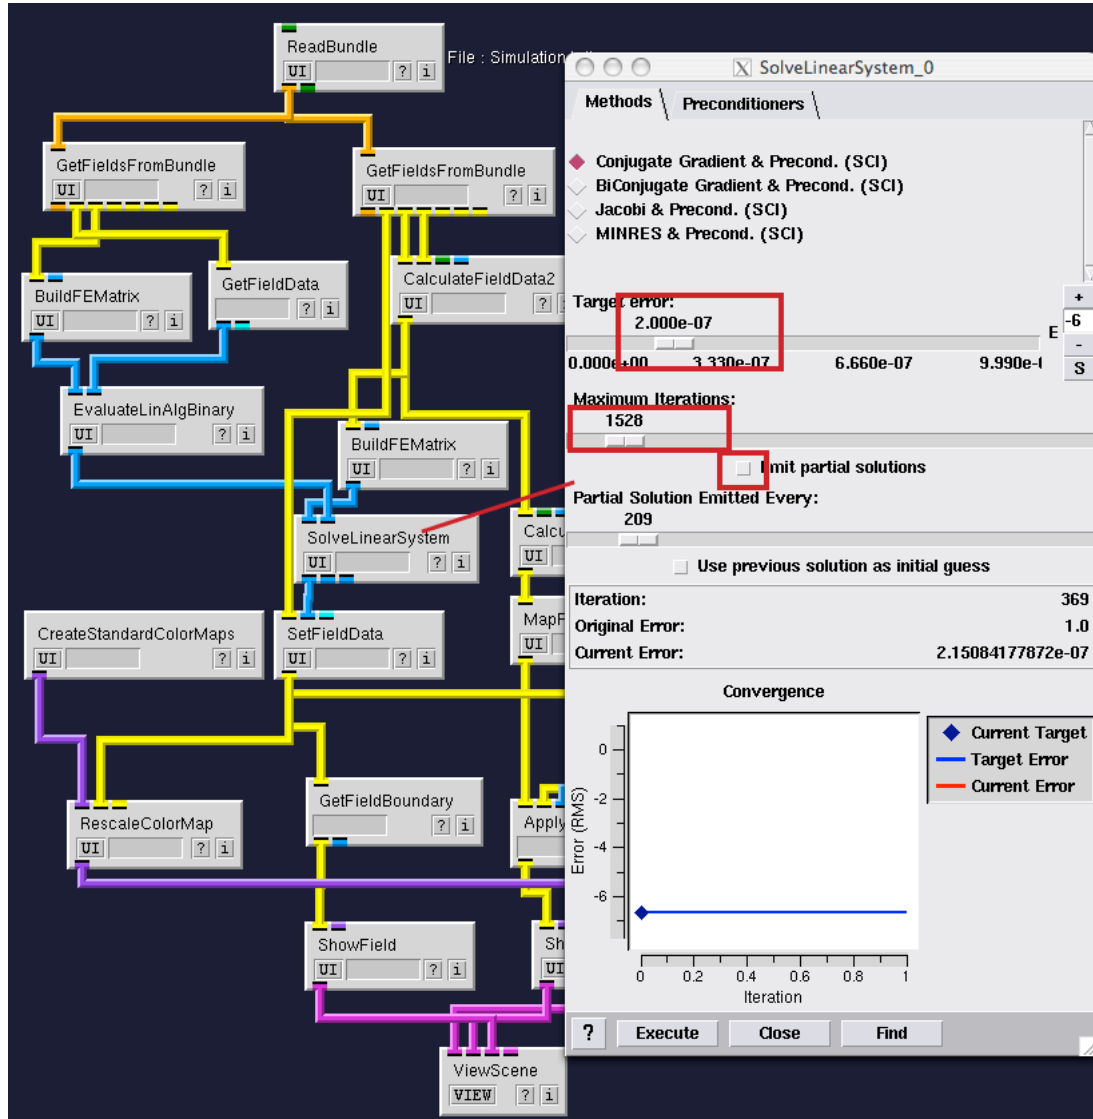 ReadBundle
UI ? i
File : Simulation
GetFieldsFromBundle
UI ? i
GetFieldsFromBundle
UI ? i
BuildFEMatrix
UI ? i
GetFieldData
? i
CalculateFieldData2
UI ?
EvaluateLinAlgBinary
UI ? i
BuildFEMatrix
UI ? i
SolveLinearSystem
UI ? i
Calcu
UI
CreateStandardColorMaps
UI ? i
SetFieldData
UI ? i
MapF
UI
RescaleColorMap
UI ? i
GetFieldBoundary
? i
Apply
ShowField
UI ? i
Sh
UI
ViewScene
VIEW ? i
SolveLinearSystem_0
Methods Preconditioners
Conjugate Gradient & Precond. (SCI)
BiConjugate Gradient & Precond. (SCI)
Jacobi & Precond. (SCI)
MINRES & Precond. (SCI)
Target error:
2.000e-07
0.000e+00 3.330e-07 6.660e-07 9.990e-
+
E -6
-
S
Maximum Iterations:
1528
Emit partial solutions
Partial Solution Emitted Every:
209
Use previous solution as initial guess
Iteration: 369
Original Error: 1.0
Current Error: 2.15084177872e-07
Convergence
Current Target
Target Error
Current Error
Error (RMS)
0
-2
-4
-6
0 0.2 0.4 0.6 0.8 1
Iteration
? Execute Close Find